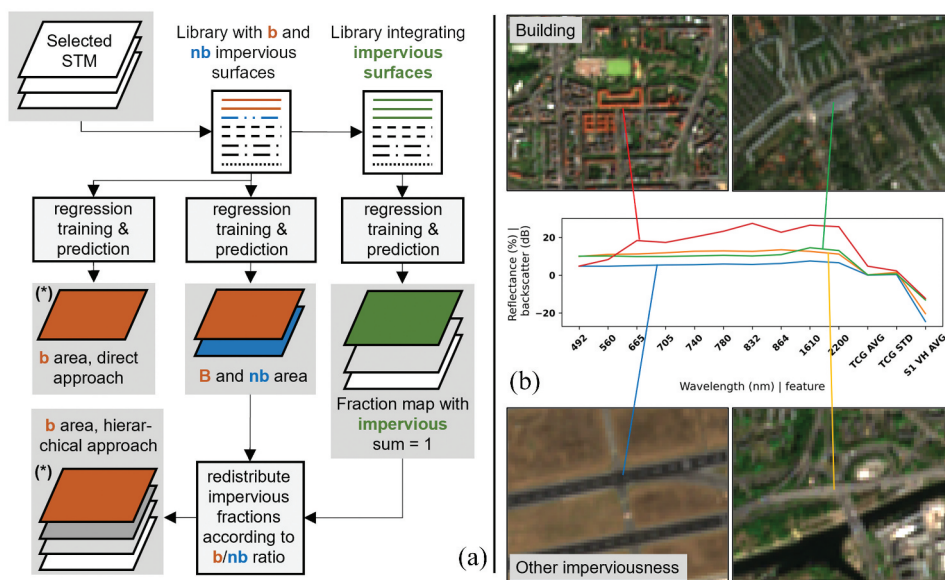 Selected
STM
Library with b and
nb impervious
surfaces
Library integrating
impervious
surfaces
regression
training &
prediction
regression
training &
prediction
regression
training &
prediction
(*)
b area, direct
approach
B and nb area
Fraction map with
impervious
sum = 1
b area, hierar-
chical approach
(*)
redistribute
impervious
fractions
according to
b/nb ratio
(a)
Building
Reflectance (%) |
backscatter (dB)
20
0
−20
492
560
665
705
740
780
832
864
1610
2200
TCG AVG
TCG STD
S1 VH AVG
Wavelength (nm) | feature
(b)
Other imperviousness